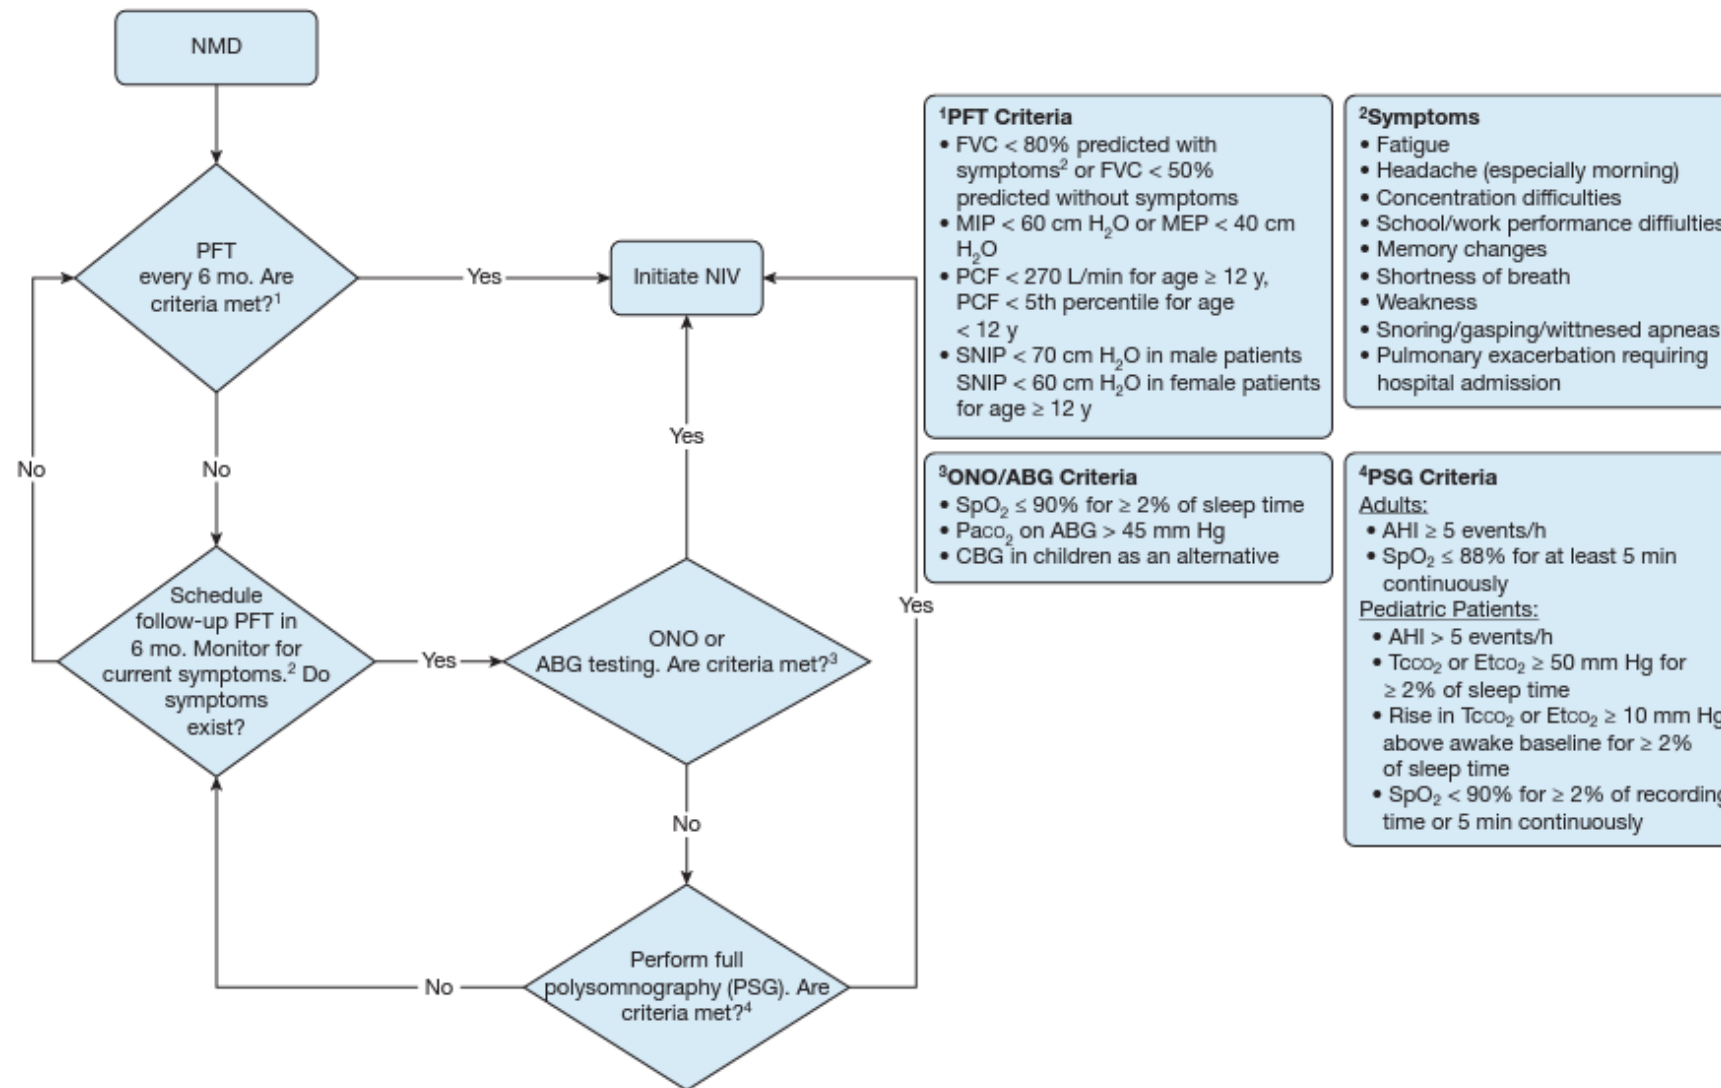 NMD
PFT
every 6 mo. Are
criteria met?¹
Yes
Initiate NIV
No
No
Schedule
follow-up PFT in
6 mo. Monitor for
current symptoms.² Do
symptoms
exist?
Yes
ONO or
ABG testing. Are criteria met?³
Yes
No
Perform full
polysomnography (PSG). Are
criteria met?⁴
No
Yes
¹PFT Criteria
• FVC < 80% predicted with
symptoms² or FVC < 50%
predicted without symptoms
• MIP < 60 cm H₂O or MEP < 40 cm
H₂O
• PCF < 270 L/min for age ≥ 12 y,
PCF < 5th percentile for age
< 12 y
• SNIP < 70 cm H₂O in male patients
SNIP < 60 cm H₂O in female patients
for age ≥ 12 y
²Symptoms
• Fatigue
• Headache (especially morning)
• Concentration difficulties
• School/work performance diffiulties
• Memory changes
• Shortness of breath
• Weakness
• Snoring/gasping/wittnesed apneas
• Pulmonary exacerbation requiring
hospital admission
³ONO/ABG Criteria
• SpO₂ ≤ 90% for ≥ 2% of sleep time
• Paco₂ on ABG > 45 mm Hg
• CBG in children as an alternative
⁴PSG Criteria
Adults:
• AHI ≥ 5 events/h
• SpO₂ ≤ 88% for at least 5 min
continuously
Pediatric Patients:
• AHI > 5 events/h
• Tcco₂ or Etco₂ ≥ 50 mm Hg for
≥ 2% of sleep time
• Rise in Tcco₂ or Etco₂ ≥ 10 mm Hg
above awake baseline for ≥ 2%
of sleep time
• SpO₂ < 90% for ≥ 2% of recording
time or 5 min continuously